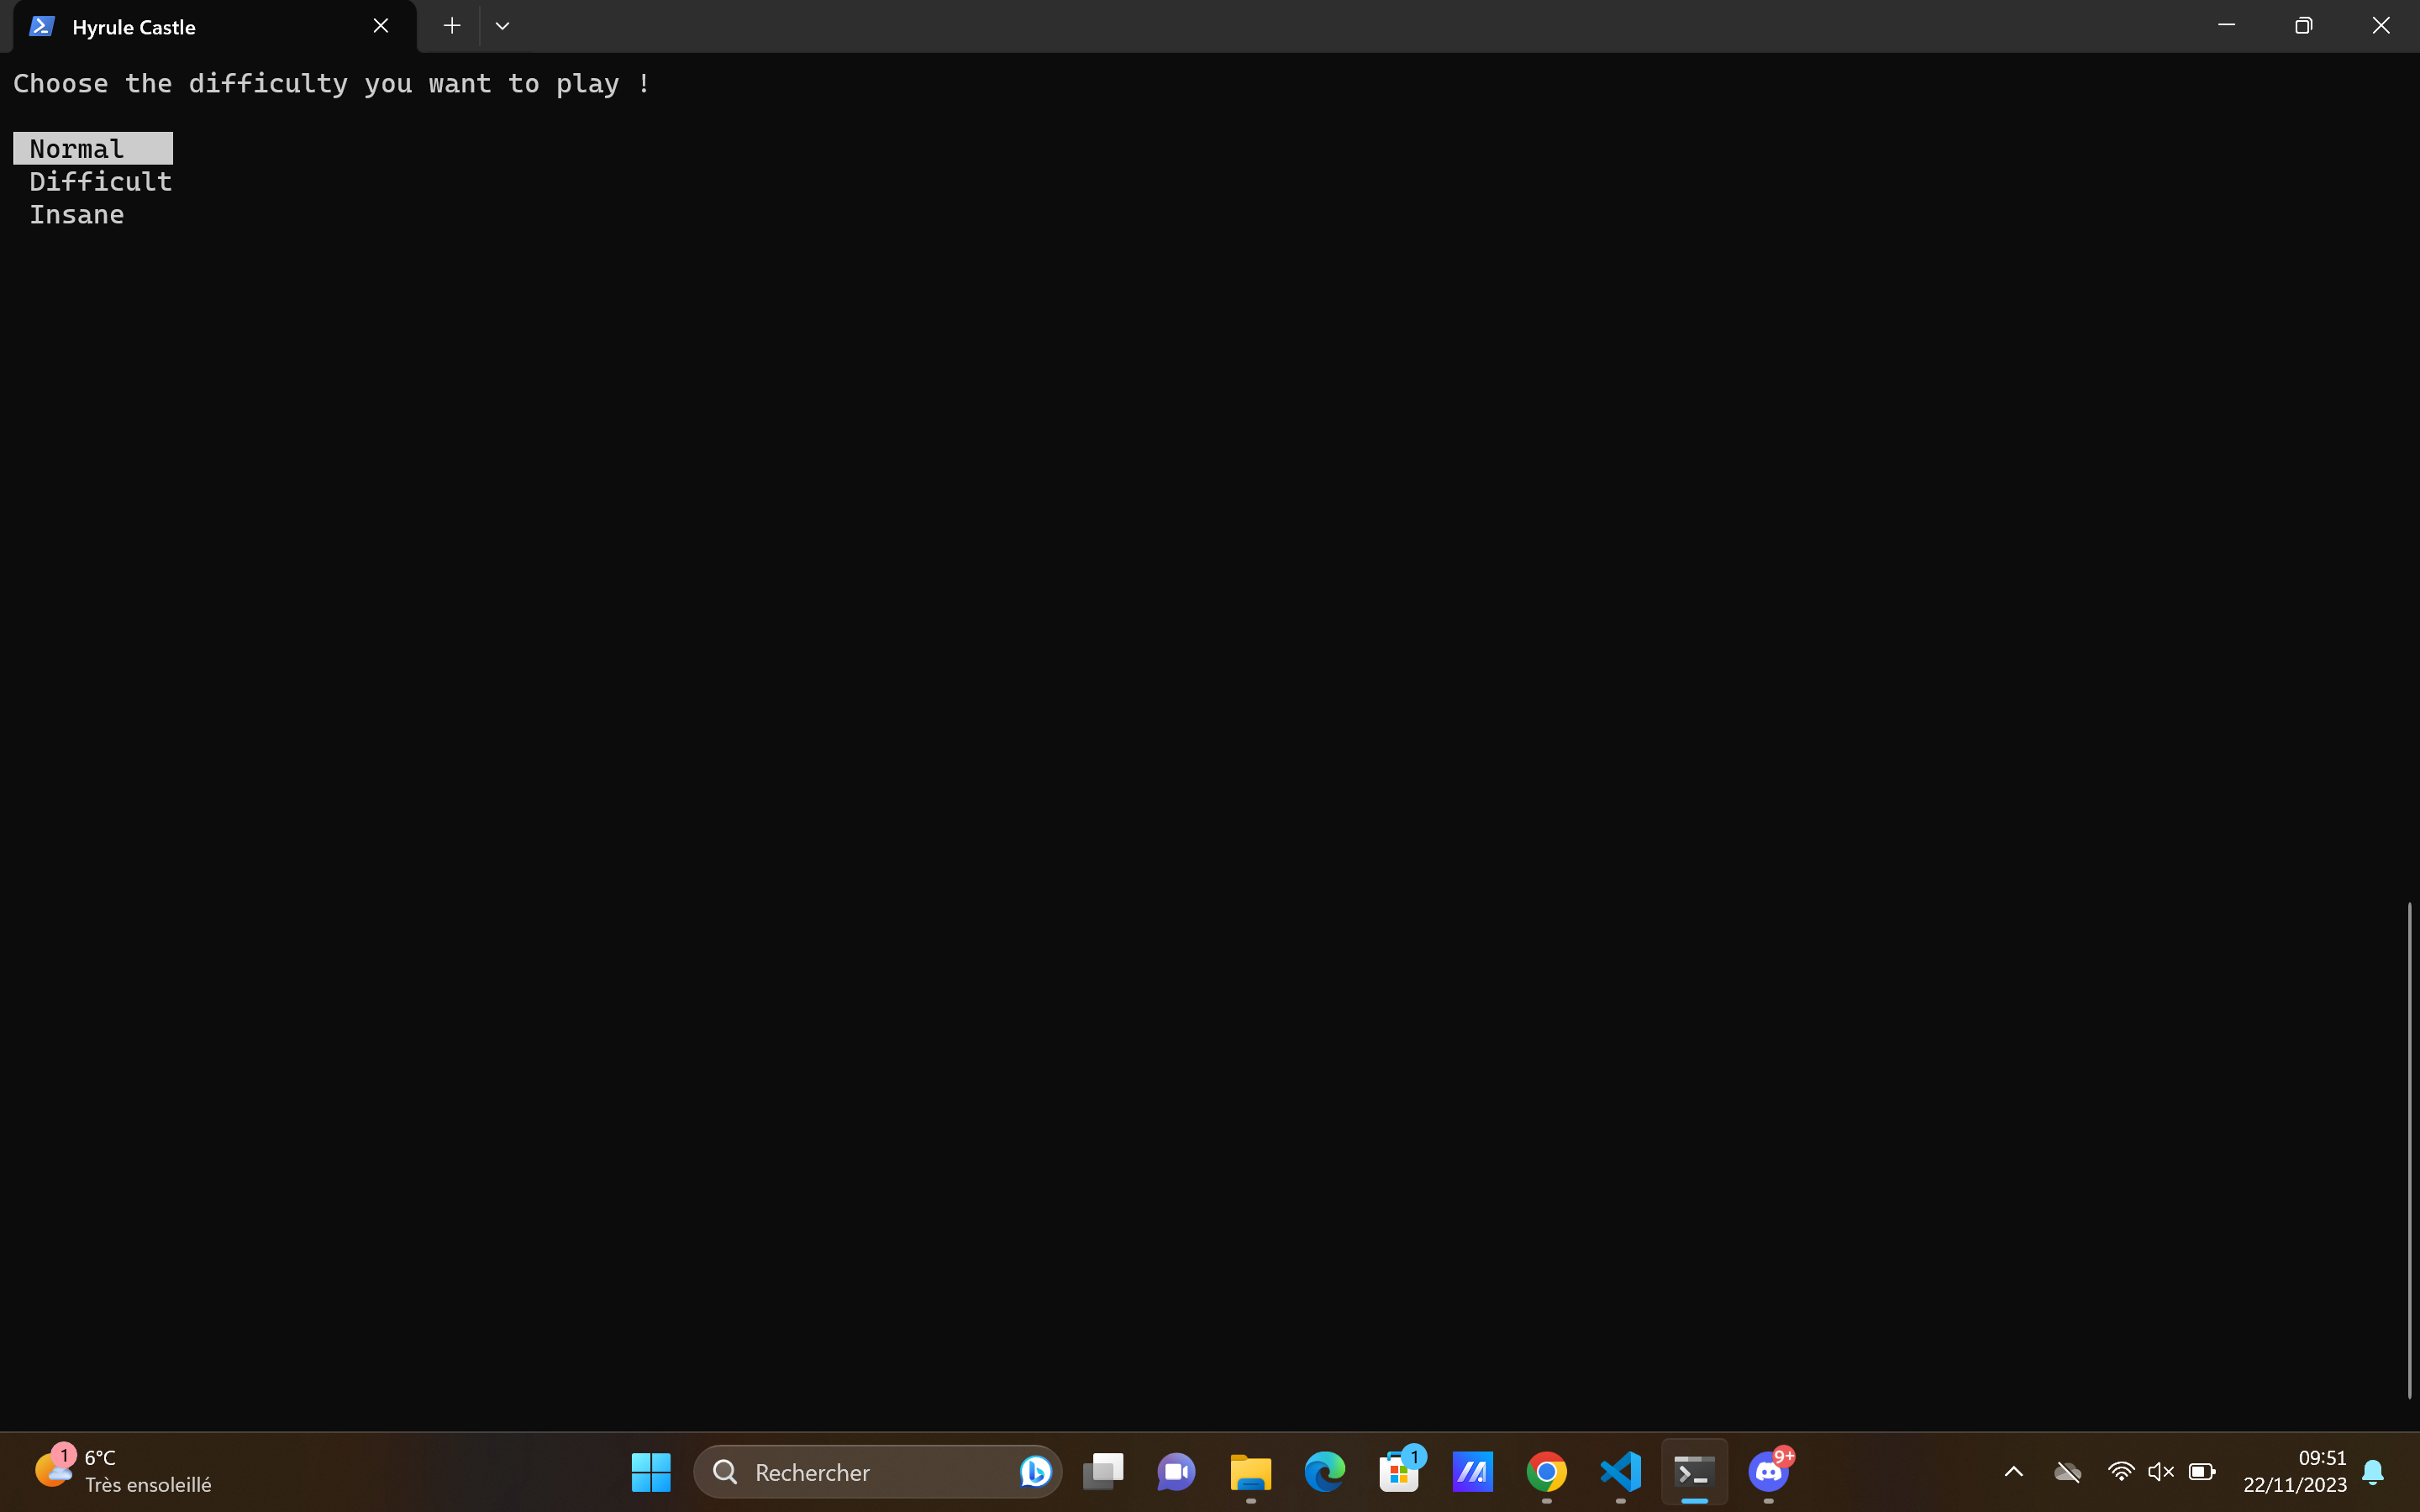 Hyrule Castle
Choose the difficulty you want to play !
Normal
Difficult
Insane
1
6°C
Très ensoleillé
Rechercher
1
9+
09:51
22/11/2023